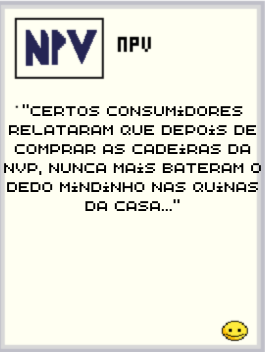 NPV
NPV
"CERTOS CONSUMIDORES
RELATARAM QUE DEPOIS DE
COMPRAR AS CADEIRAS DA
NVP, NUNCA MAIS BATERAM O
DEDO MINDINHO NAS QUINAS
DA CASA..."